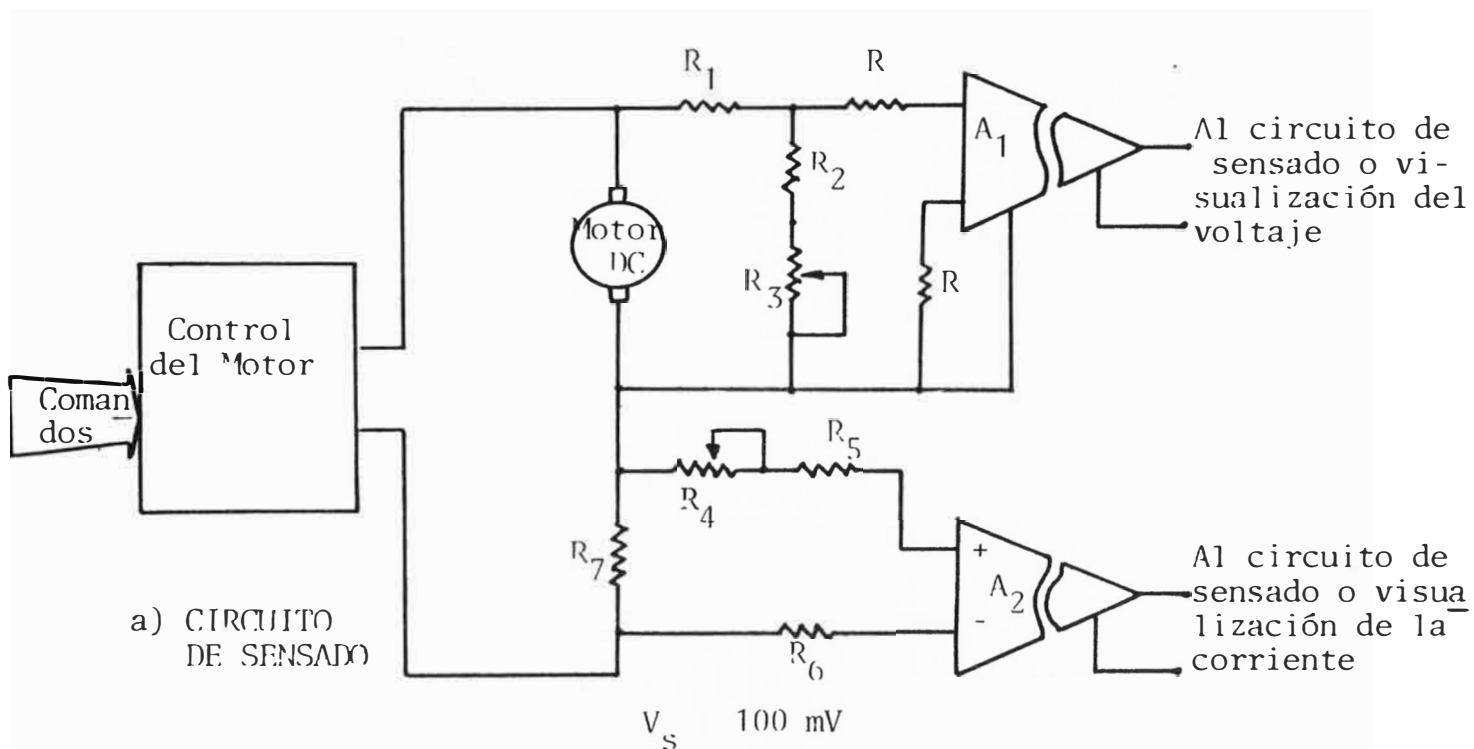 R1
R
A1
Al circuito de
sensado o vi-
sualización del
voltaje
R2
Motor
DC
R3
R
Control
del Motor
Coman
dos
R4
R5
R7
+
A2
-
Al circuito de
sensado o visua
lización de la
corriente
R6
a) CIRCUITO
DE SENSADO
Vs 100 mV